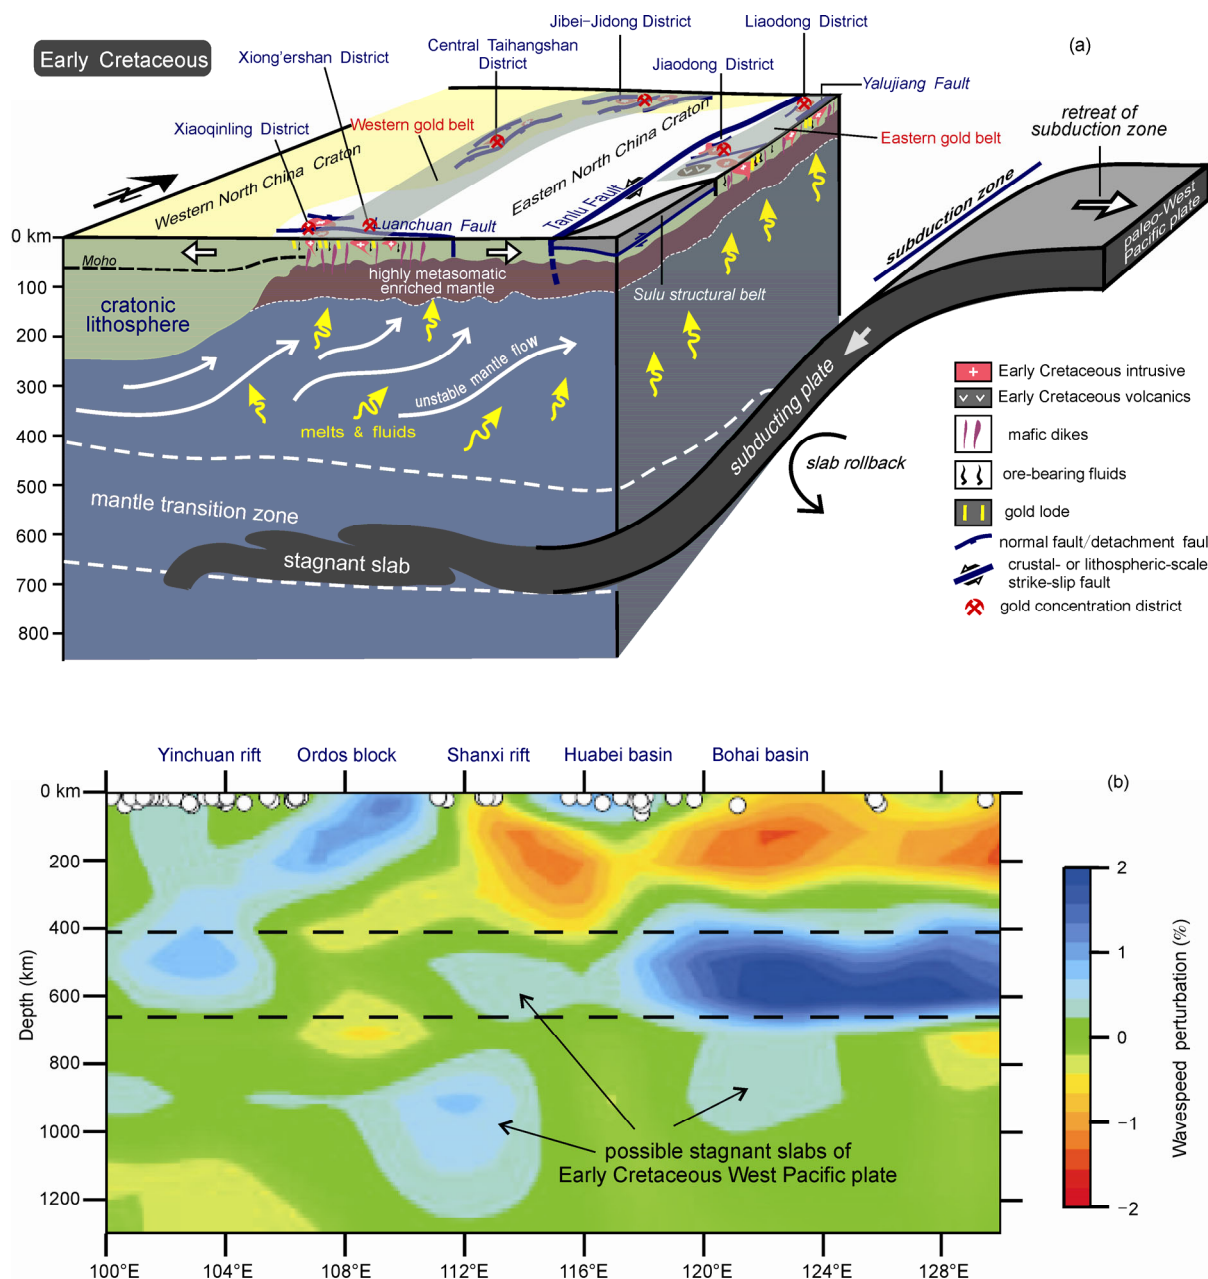 Early Cretaceous
(a)
Jibei-Jidong District
Liaodong District
Xiong'ershan District
Central Taihangshan
District
Jiaodong District
Yalujiang Fault
Xiaoqinling District
Western gold belt
Eastern gold belt
retreat of
subduction zone
Western North China Craton
Eastern North China Craton
N
Luanchuan Fault
Tanlu Fault
subduction zone
paleo-West
Pacific plate
0 km
Moho
highly metasomatic
enriched mantle
100
cratonic
lithosphere
Sulu structural belt
200
unstable mantle flow
300
melts & fluids
400
subducting plate
slab rollback
500
mantle transition zone
600
stagnant slab
700
800
Early Cretaceous intrusive
Early Cretaceous volcanics
mafic dikes
ore-bearing fluids
gold lode
normal fault/detachment faul
crustal- or lithospheric-scale
strike-slip fault
gold concentration district
Yinchuan rift
Ordos block
Shanxi rift
Huabei basin
Bohai basin
(b)
0 km
200
400
600
800
1000
1200
Depth (km)
possible stagnant slabs of
Early Cretaceous West Pacific plate
2
1
0
−1
−2
Wavespeed perturbation (%)
100°E
104°E
108°E
112°E
116°E
120°E
124°E
128°E